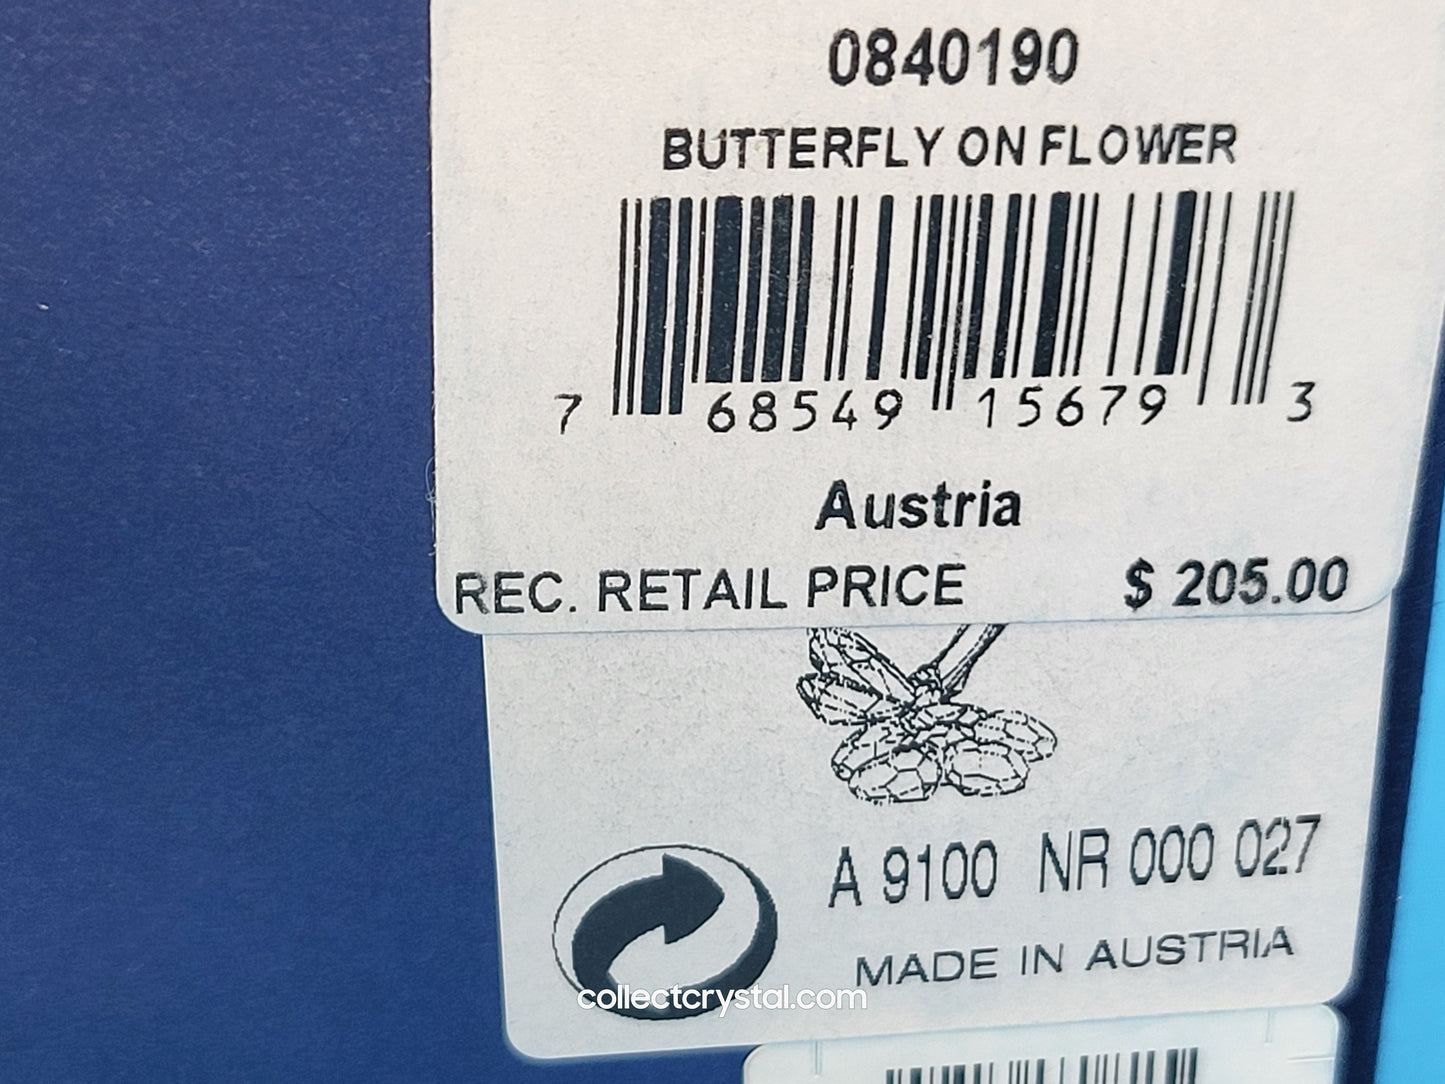 0840190
BUTTERFLY ON FLOWER
7 68549 15679 3
Austria
REC. RETAIL PRICE $ 205.00
A 9100 NR 000 027
MADE IN AUSTRIA
collectcrystal.com